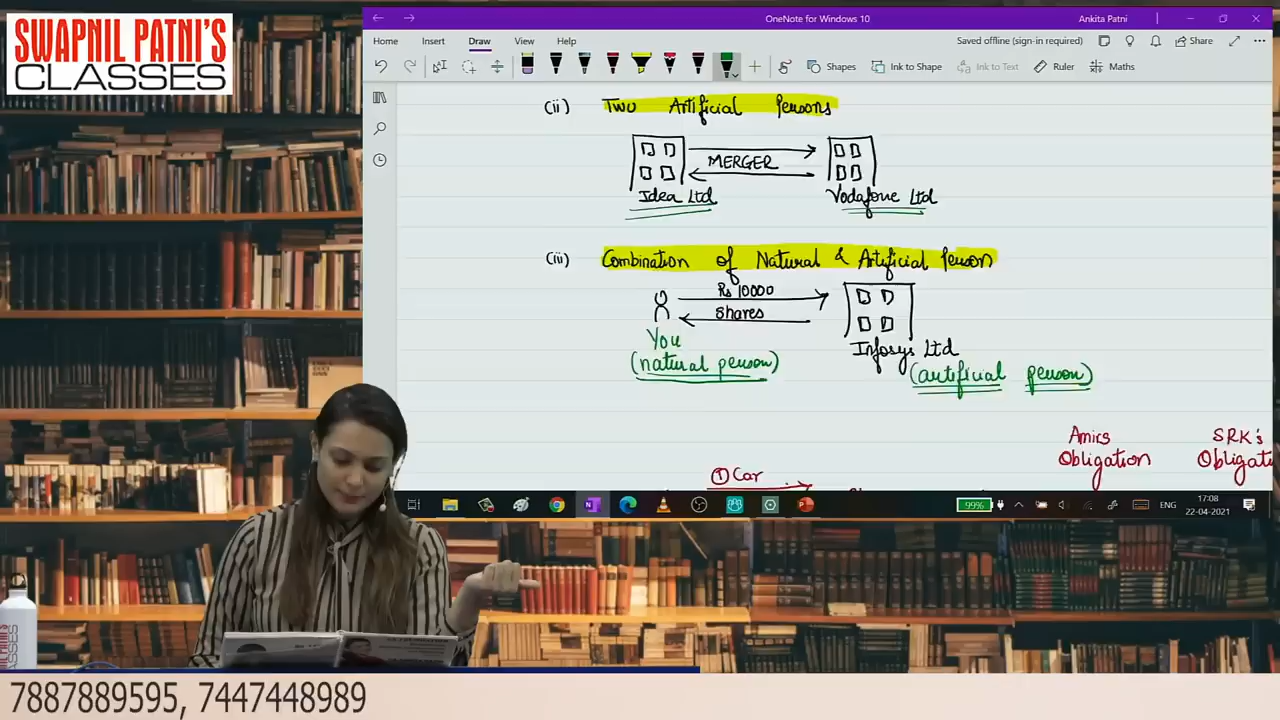 SWAPNIL PATNI'S
CLASSES
OneNote for Windows 10
Ankita Patni
Home Insert Draw View Help
Saved offline (sign-in required)
Share
Shapes
Ink to Shape
Ink to Text
Ruler
Maths
(ii) Two Artificial Persons
MERGER
Idea Ltd
Vodafone Ltd
(iii) Combination of Natural & Artificial Person
Rs 10000
Shares
You
(natural person)
Infosys Ltd
(artificial person)
Amirs
Obligation
SRK's
Obligati
① Car
99%
ENG
17:08
22-04-2021
7887889595, 7447448989